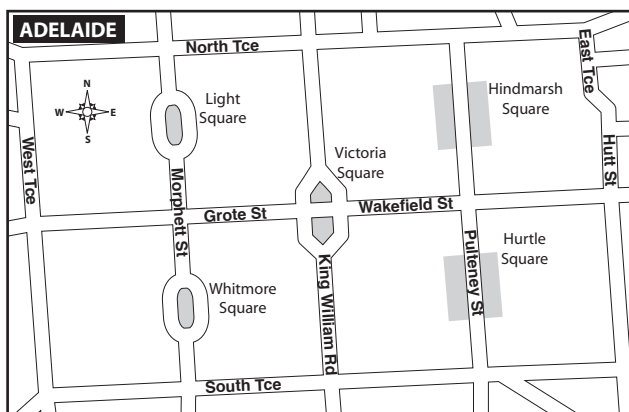 ADELAIDE
North Tce
East Tce
Hindmarsh
Square
Light
Square
N
W
E
S
West Tce
Hutt St
Victoria
Square
Morphett St
Grote St
Wakefield St
Hurtle
Square
Pulteney St
Whitmore
Square
King William Rd
South Tce